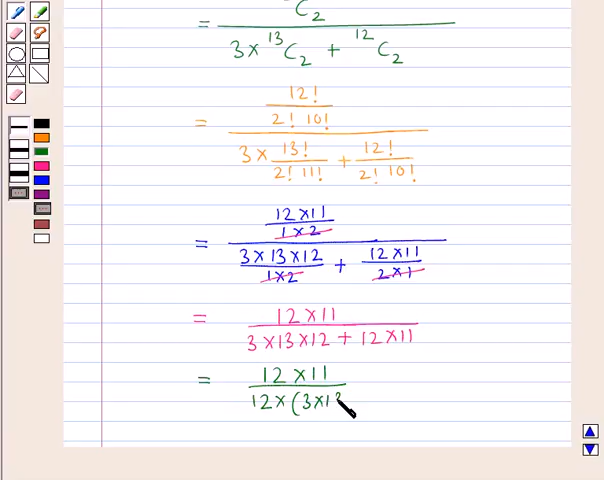 C₂
= ―――
3 × ¹³C₂ + ¹²C₂
12!
2! 10!
= ―――
3 × 13!/2! 11! + 12!/2! 10!
12 × 11
1 × 2
= ―――
3 × 13 × 12/1 × 2 + 12 × 11/2 × 1
= 12 × 11
3 × 13 × 12 + 12 × 11
= 12 × 11
12 × (3 × 13